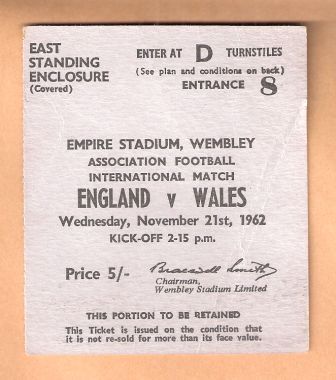 EAST
STANDING
ENCLOSURE
(Covered)
ENTER AT D TURNSTILES
(See plan and conditions on back)
ENTRANCE 8
EMPIRE STADIUM, WEMBLEY
ASSOCIATION FOOTBALL
INTERNATIONAL MATCH
ENGLAND v WALES
Wednesday, November 21st, 1962
KICK-OFF 2-15 p.m.
Price 5/-
Bracewell Smith
Chairman,
Wembley Stadium Limited
THIS PORTION TO BE RETAINED
This Ticket is issued on the condition that
it is not re-sold for more than its face value.